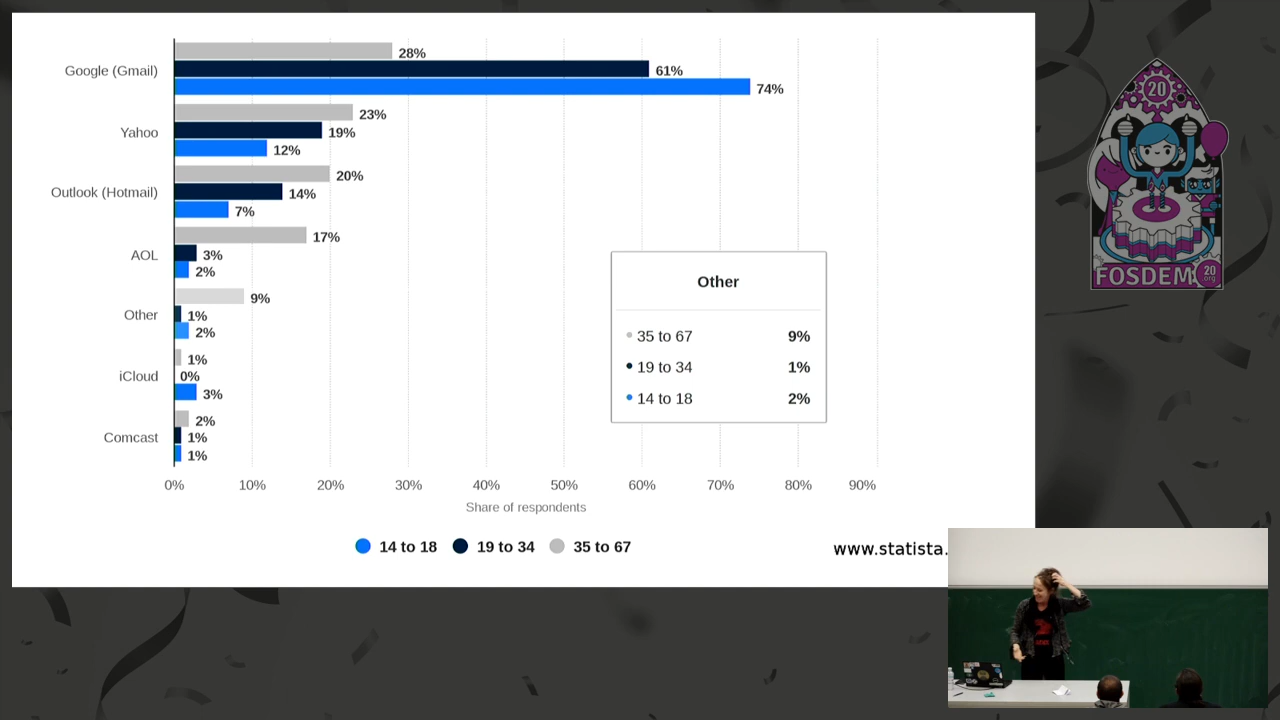 28%
Google (Gmail)
61%
74%
23%
Yahoo
19%
12%
20%
Outlook (Hotmail)
14%
7%
17%
AOL
3%
2%
9%
Other
1%
2%
1%
iCloud
0%
3%
2%
Comcast
1%
1%
Other
35 to 67 9%
19 to 34 1%
14 to 18 2%
0% 10% 20% 30% 40% 50% 60% 70% 80% 90%
Share of respondents
14 to 18 19 to 34 35 to 67
www.statista.
20
FOSDEM
20
.org